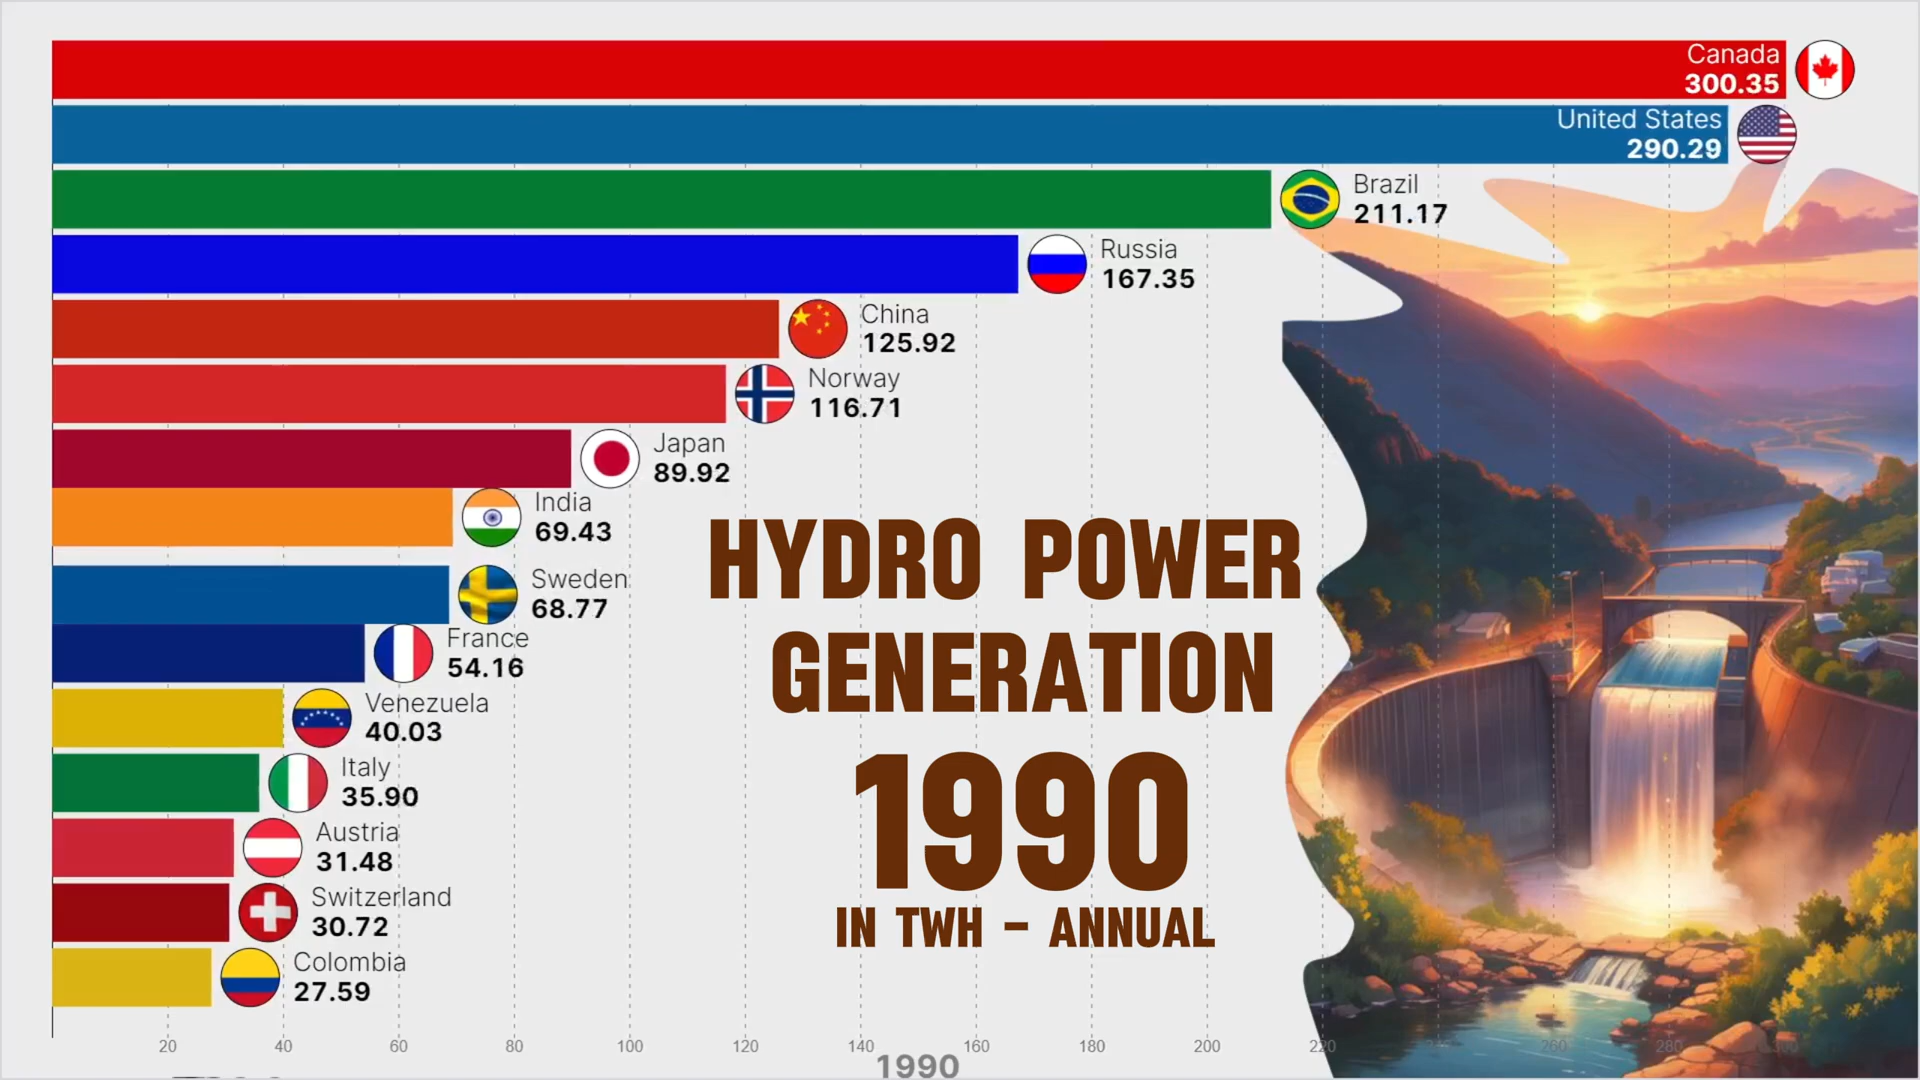 Canada
300.35
United States
290.29
Brazil
211.17
Russia
167.35
China
125.92
Norway
116.71
Japan
89.92
India
69.43
Sweden
68.77
France
54.16
Venezuela
40.03
Italy
35.90
Austria
31.48
Switzerland
30.72
Colombia
27.59
HYDRO POWER
GENERATION
1990
IN TWH - ANNUAL
20 40 60 80 100 120 140 160 180 200 220 260 280
1990